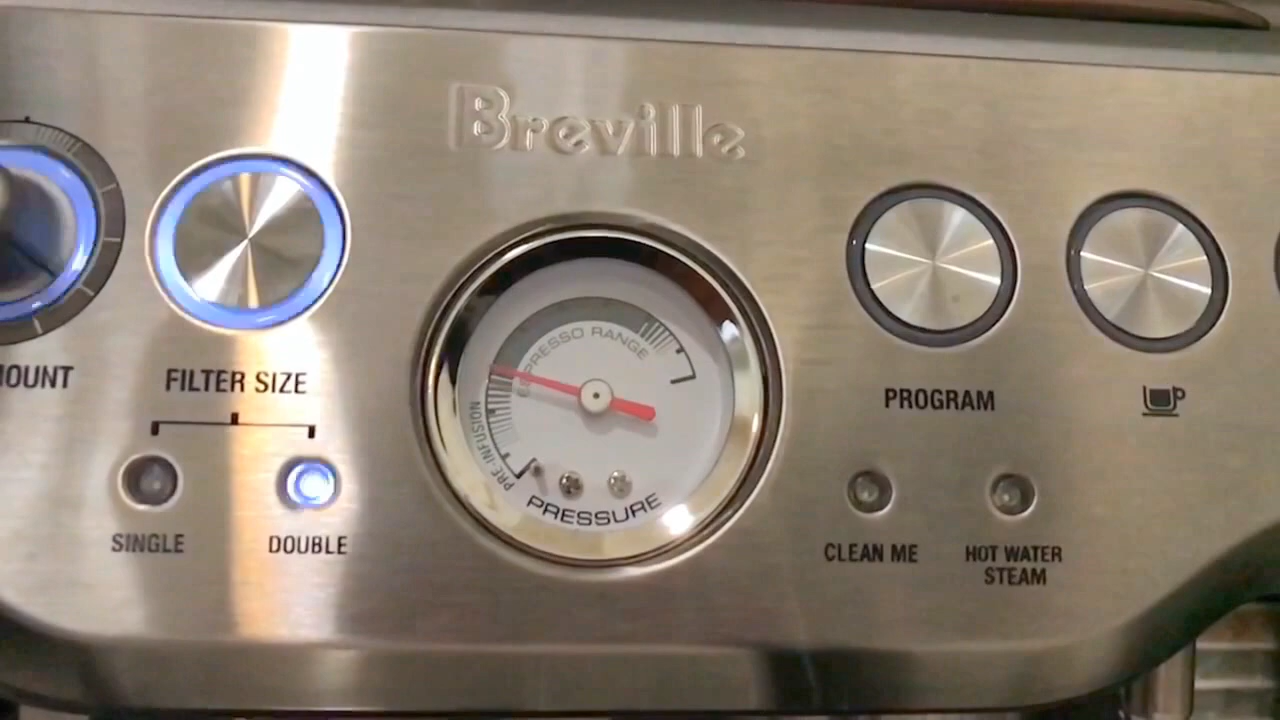 Breville
MOUNT
FILTER SIZE
SINGLE
DOUBLE
ESPRESSO RANGE
PRE-INFUSION
PRESSURE
PROGRAM
CLEAN ME
HOT WATER
STEAM